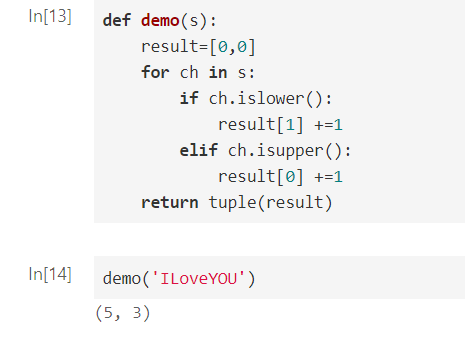 In[13]
def demo(s):
    result=[0,0]
    for ch in s:
        if ch.islower():
            result[1] +=1
        elif ch.isupper():
            result[0] +=1
    return tuple(result)
In[14]
demo('ILoveYOU')
(5, 3)